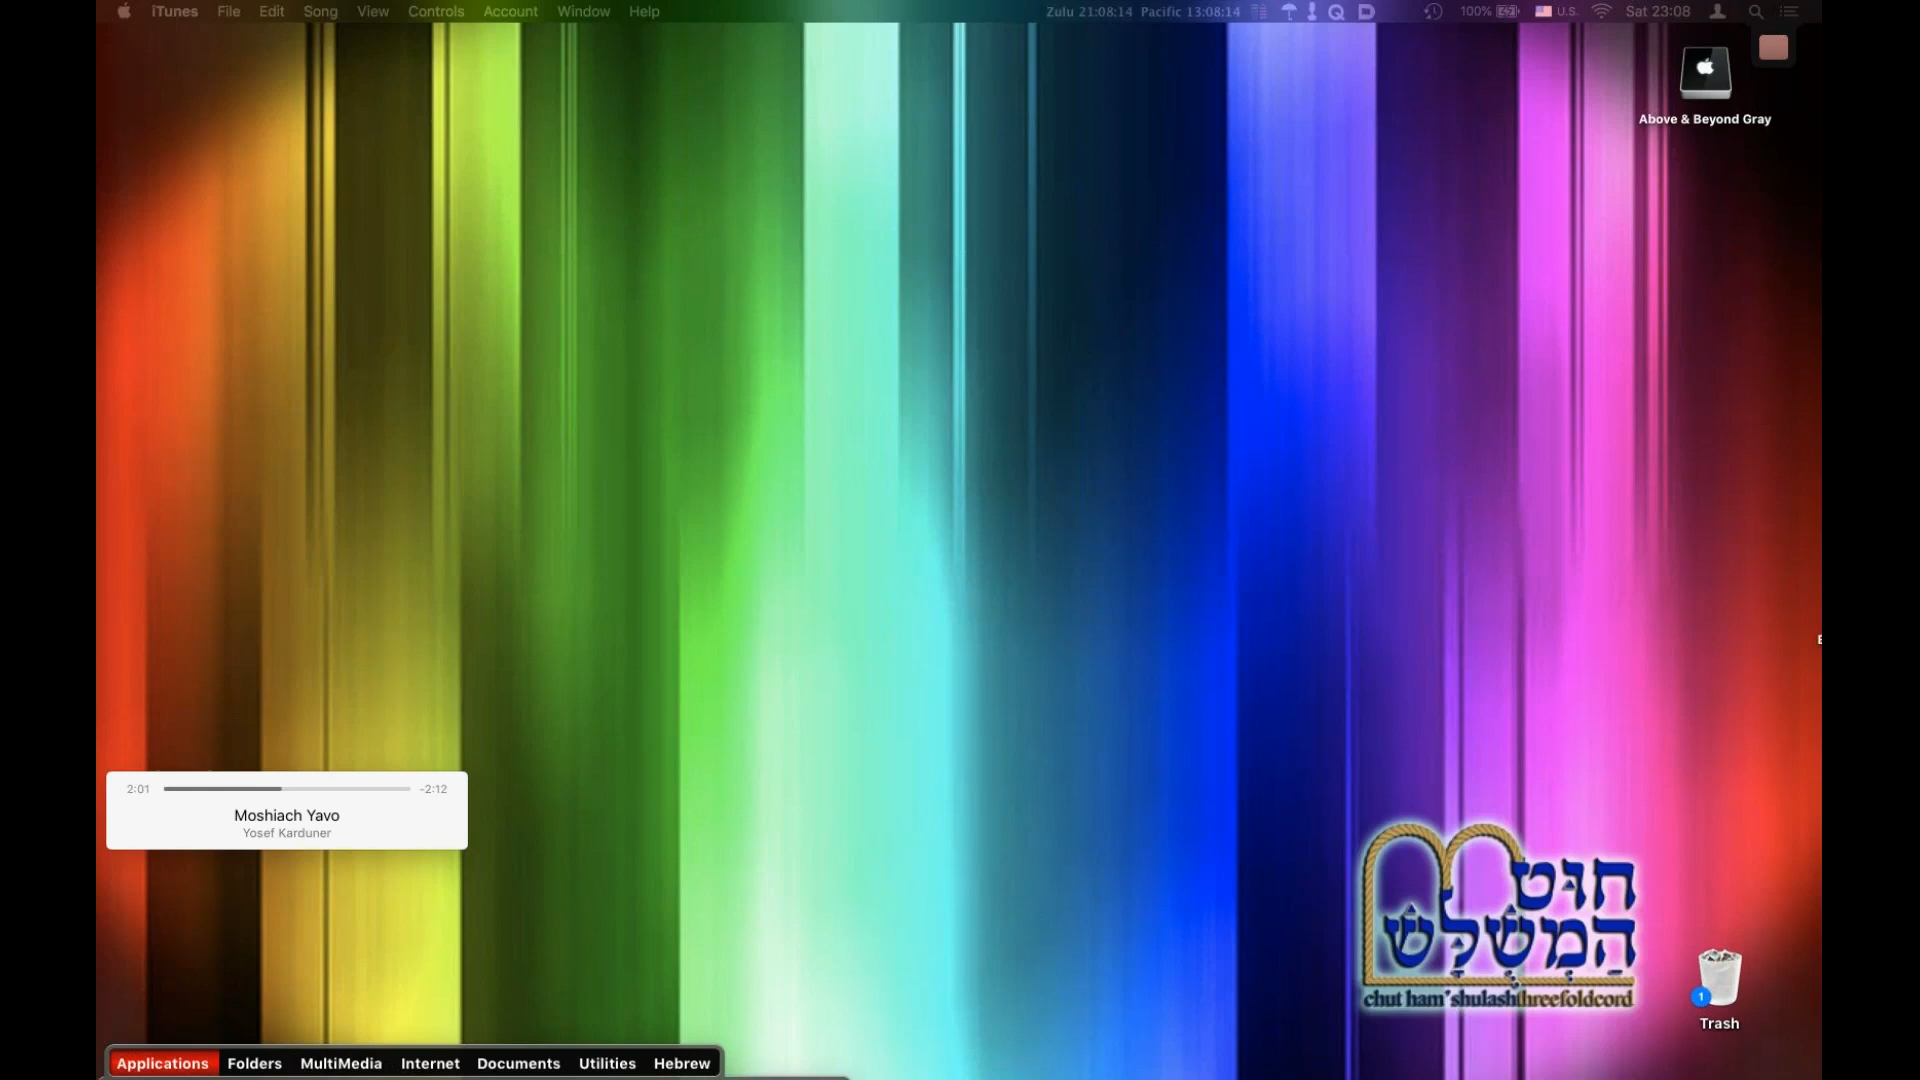 iTunes File Edit Song View Controls Account Window Help Zulu 21:08:14 Pacific 13:08:14 100% U.S. Sat 23:08
Above & Beyond Gray
2:01 -2:12
Moshiach Yavo
Yosef Karduner
חוּט
הַמְשֻׁלָּשׁ
chut ham'shulashthreefoldcord
1
Trash
Applications Folders MultiMedia Internet Documents Utilities Hebrew